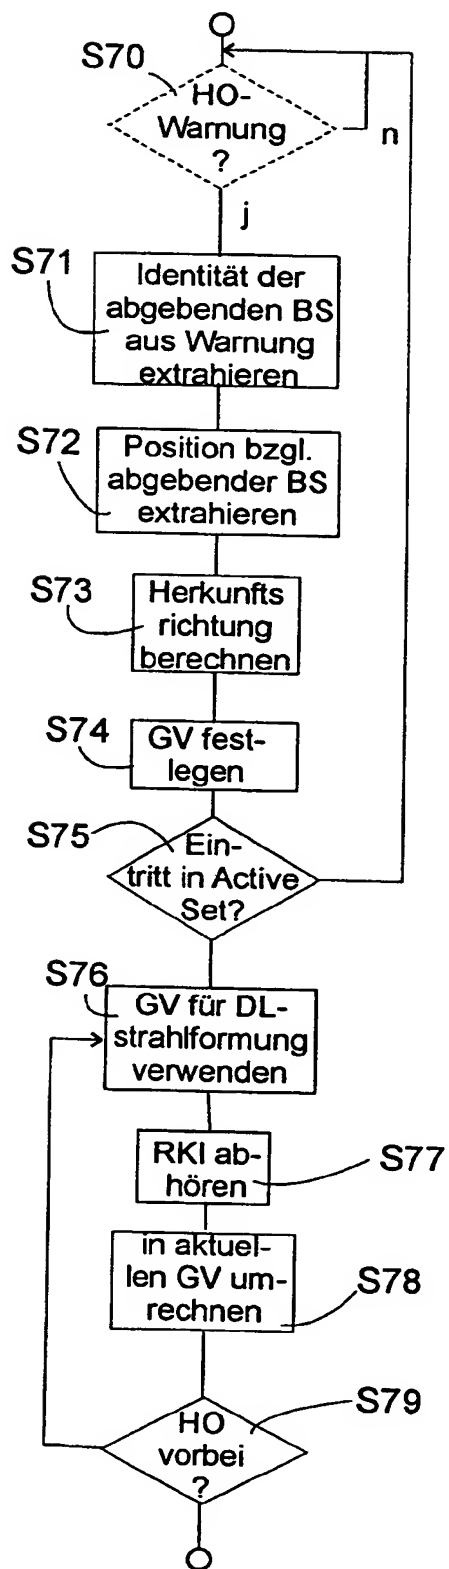 S70
HO-
Warnung
?
n
j
S71
Identität der
abgebenden BS
aus Warnung
extrahieren
S72
Position bzgl.
abgebender BS
extrahieren
S73
Herkunfts
richtung
berechnen
S74
GV fest-
legen
S75
Ein-
tritt in Active
Set?
S76
GV für DL-
strahlformung
verwenden
RKI ab-
hören
S77
in aktuel-
len GV um-
rechnen
S78
HO
vorbei
?
S79